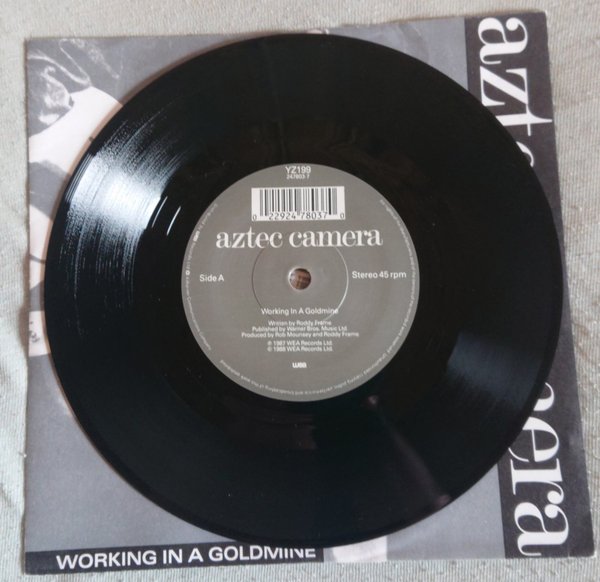 azt
era
YZ199
247803-7
0 22924 78037 0
aztec camera
Side A
Stereo 45 rpm
Working In A Goldmine
Written by Roddy Frame
Published by Warner Bros. Music Ltd.
Produced by Rob Mounsey and Roddy Frame
℗ 1987 WEA Records Ltd.
© 1988 WEA Records Ltd.
wea
WORKING IN A GOLDMINE